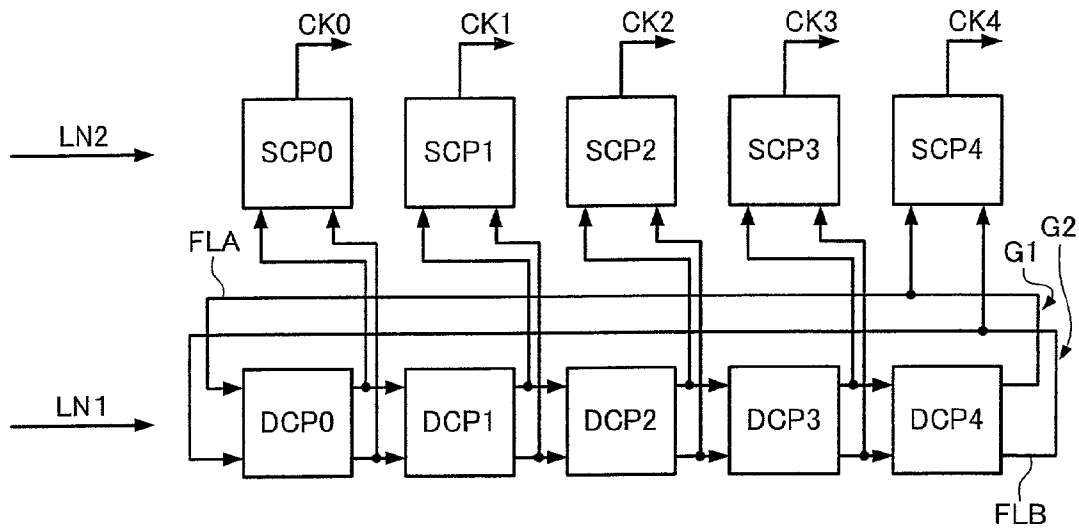 CK0 CK1 CK2 CK3 CK4
LN2 SCP0 SCP1 SCP2 SCP3 SCP4
FLA G1 G2
LN1 DCP0 DCP1 DCP2 DCP3 DCP4
FLB